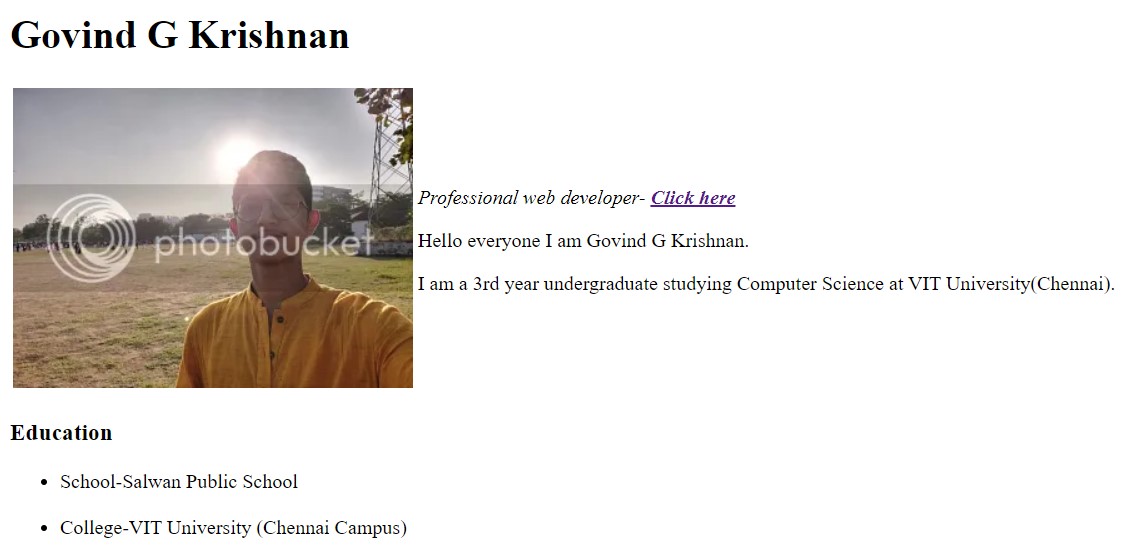 Govind G Krishnan
photobucket
Professional web developer- Click here
Hello everyone I am Govind G Krishnan.
I am a 3rd year undergraduate studying Computer Science at VIT University(Chennai).
Education
School-Salwan Public School
College-VIT University (Chennai Campus)